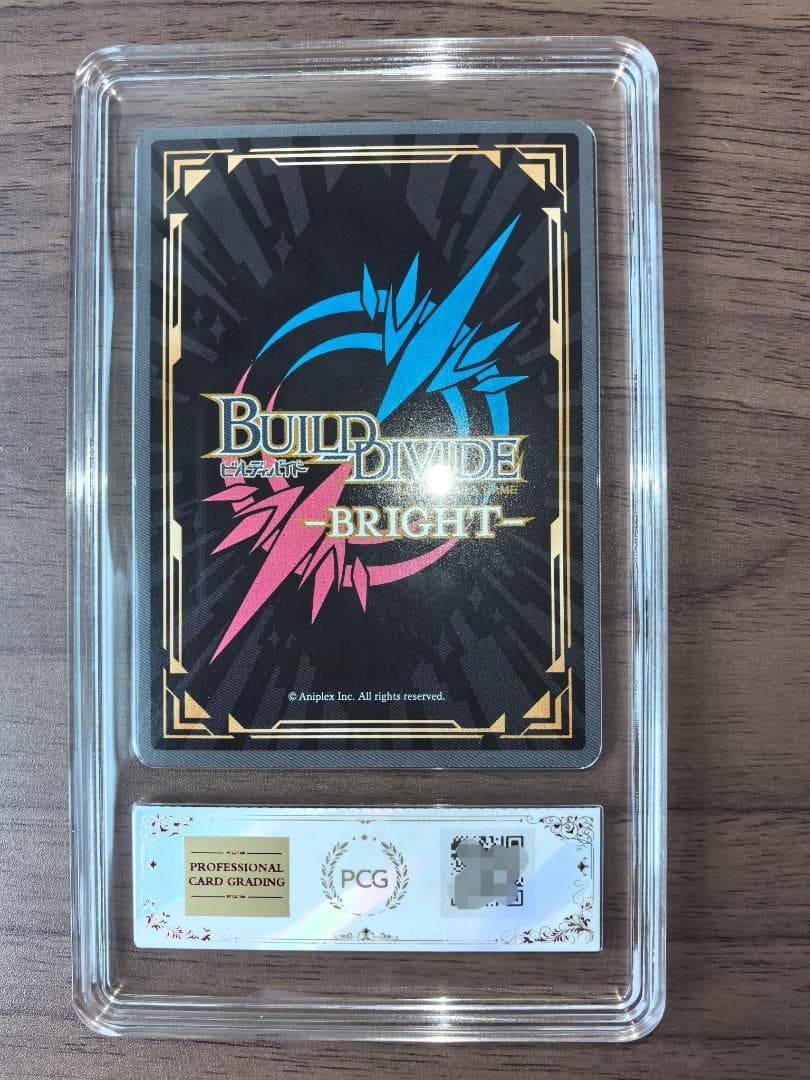 BUILD DIVIDE
ビルディバイド
GAME
-BRIGHT-
© Aniplex Inc. All rights reserved.
PROFESSIONAL
CARD GRADING
PCG